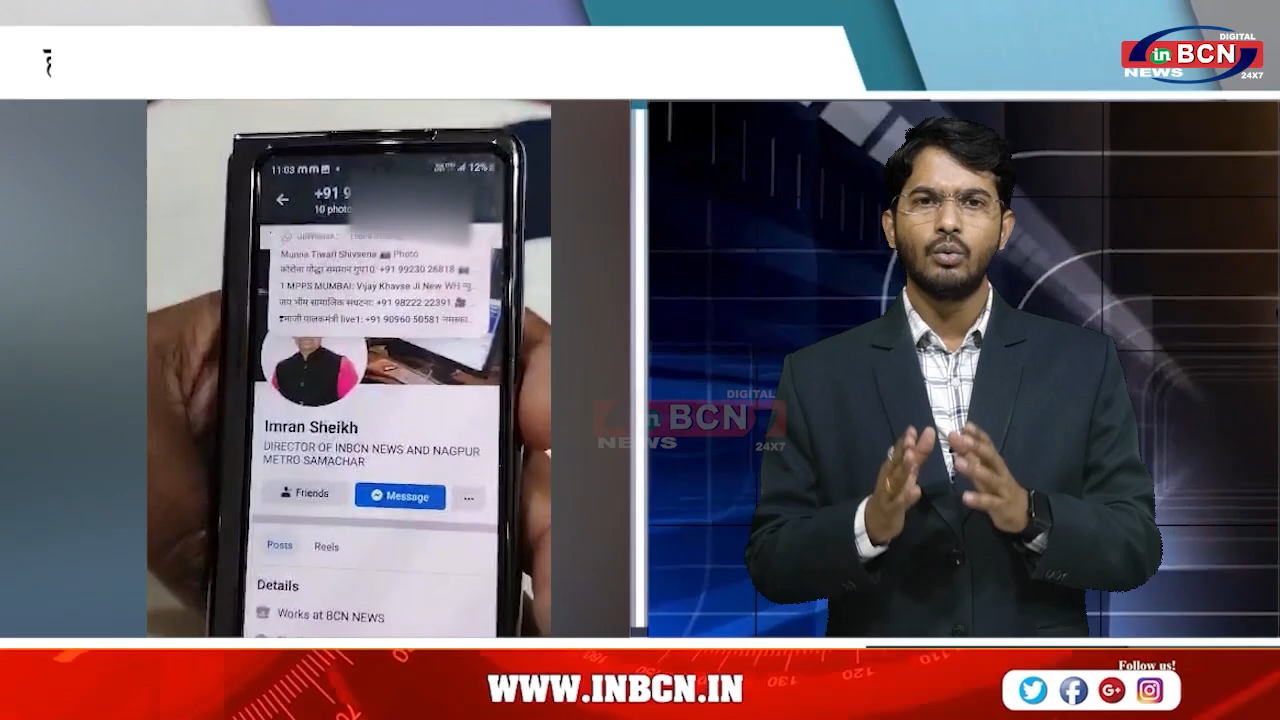 DIGITAL
in BCN
NEWS 24X7
11:03 12%
+91 9
10 photo
Munna Tiwari Shivsena 📷 Photo
कोरोना योद्धा सममान गुप10: +91 99230 26818
1 MPPS MUMBAI: Vijay Khavse Ji New WH
जय भीम सामाजिक संघटना: +91 98222 22391
माजी पालकमंत्री live1: +91 90960 50581
Imran Sheikh
DIRECTOR OF INBCN NEWS AND NAGPUR
METRO SAMACHAR
Friends Message ...
Posts Reels
Details
Works at BCN NEWS
DIGITAL
in BCN
NEWS 24X7
WWW.INBCN.IN
Follow us!